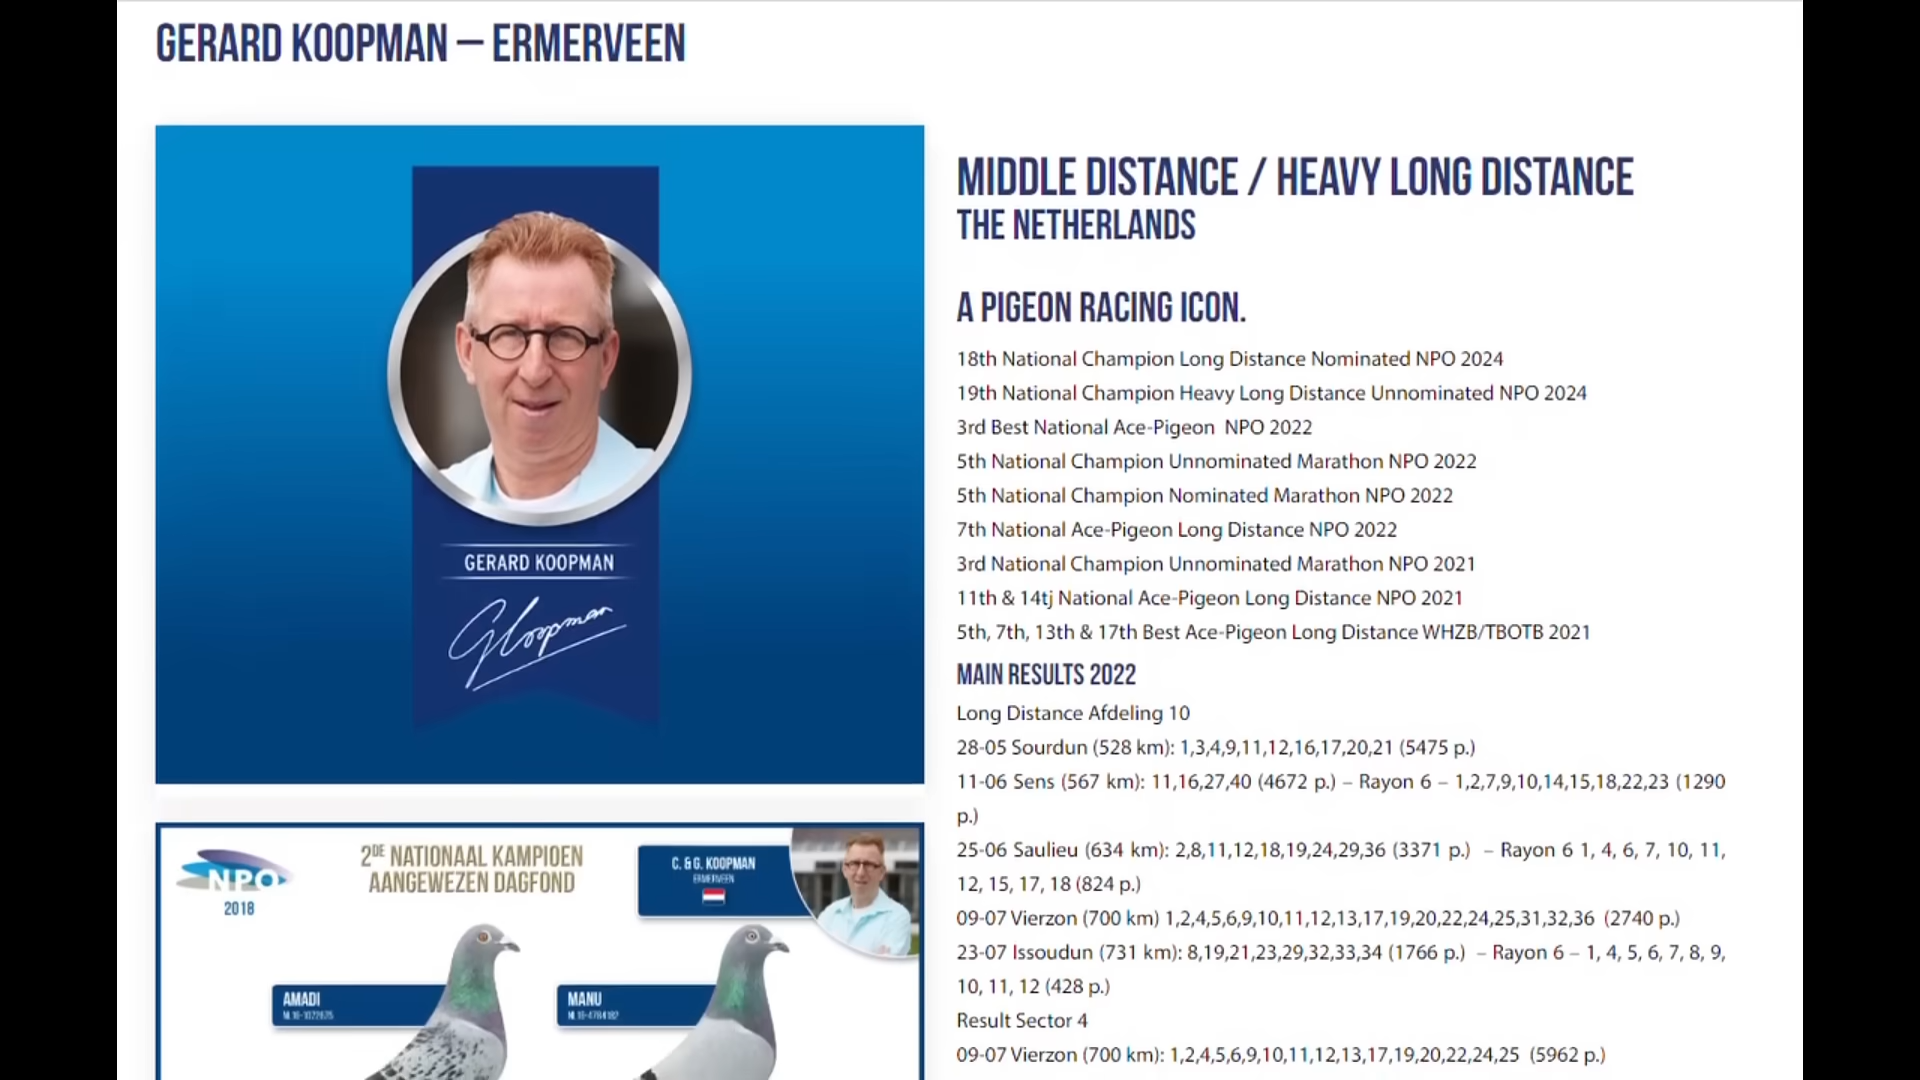 GERARD KOOPMAN – ERMERVEEN
GERARD KOOPMAN
GKoopman
MIDDLE DISTANCE / HEAVY LONG DISTANCE
THE NETHERLANDS
A PIGEON RACING ICON.
18th National Champion Long Distance Nominated NPO 2024
19th National Champion Heavy Long Distance Unnominated NPO 2024
3rd Best National Ace-Pigeon NPO 2022
5th National Champion Unnominated Marathon NPO 2022
5th National Champion Nominated Marathon NPO 2022
7th National Ace-Pigeon Long Distance NPO 2022
3rd National Champion Unnominated Marathon NPO 2021
11th & 14tj National Ace-Pigeon Long Distance NPO 2021
5th, 7th, 13th & 17th Best Ace-Pigeon Long Distance WHZB/TBOTB 2021
MAIN RESULTS 2022
Long Distance Afdeling 10
28-05 Sourdun (528 km): 1,3,4,9,11,12,16,17,20,21 (5475 p.)
11-06 Sens (567 km): 11,16,27,40 (4672 p.) – Rayon 6 – 1,2,7,9,10,14,15,18,22,23 (1290
p.)
25-06 Saulieu (634 km): 2,8,11,12,18,19,24,29,36 (3371 p.) – Rayon 6 1, 4, 6, 7, 10, 11,
12, 15, 17, 18 (824 p.)
09-07 Vierzon (700 km) 1,2,4,5,6,9,10,11,12,13,17,19,20,22,24,25,31,32,36 (2740 p.)
23-07 Issoudun (731 km): 8,19,21,23,29,32,33,34 (1766 p.) – Rayon 6 – 1, 4, 5, 6, 7, 8, 9,
10, 11, 12 (428 p.)
Result Sector 4
09-07 Vierzon (700 km): 1,2,4,5,6,9,10,11,12,13,17,19,20,22,24,25 (5962 p.)
NPO
2018
2DE NATIONAAL KAMPIOEN
AANGEWEZEN DAGFOND
C. & G. KOOPMAN
ERMERVEEN
AMADI
MANU